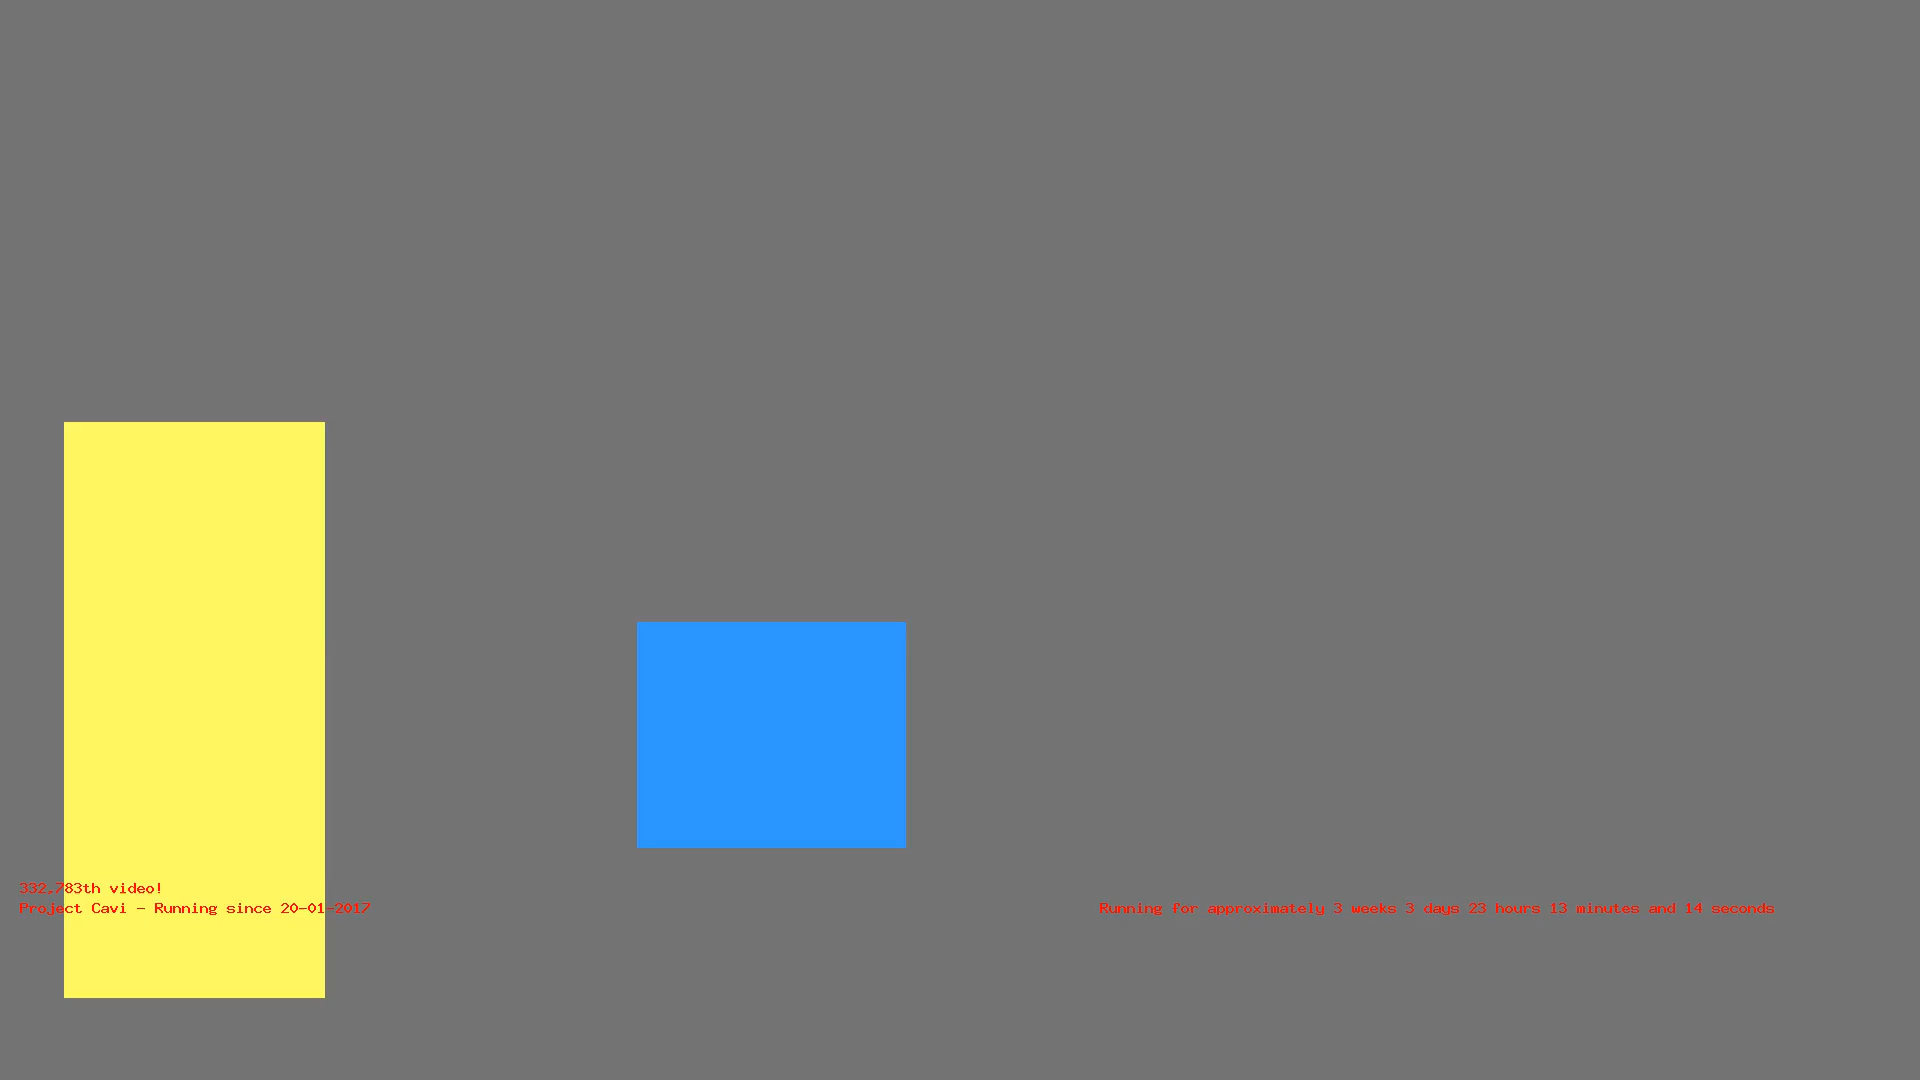 332.783th video!
Project Cavi - Running since 20-01-2017
Running for approximately 3 weeks 3 days 23 hours 13 minutes and 14 seconds